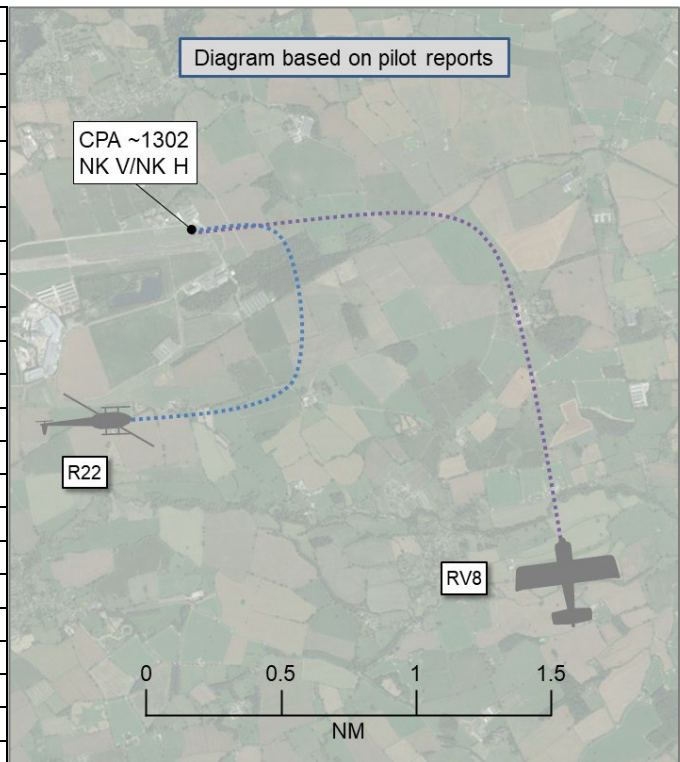 Diagram based on pilot reports
CPA ~1302
NK V/NK H
R22
RV8
0 0.5 1 1.5
NM